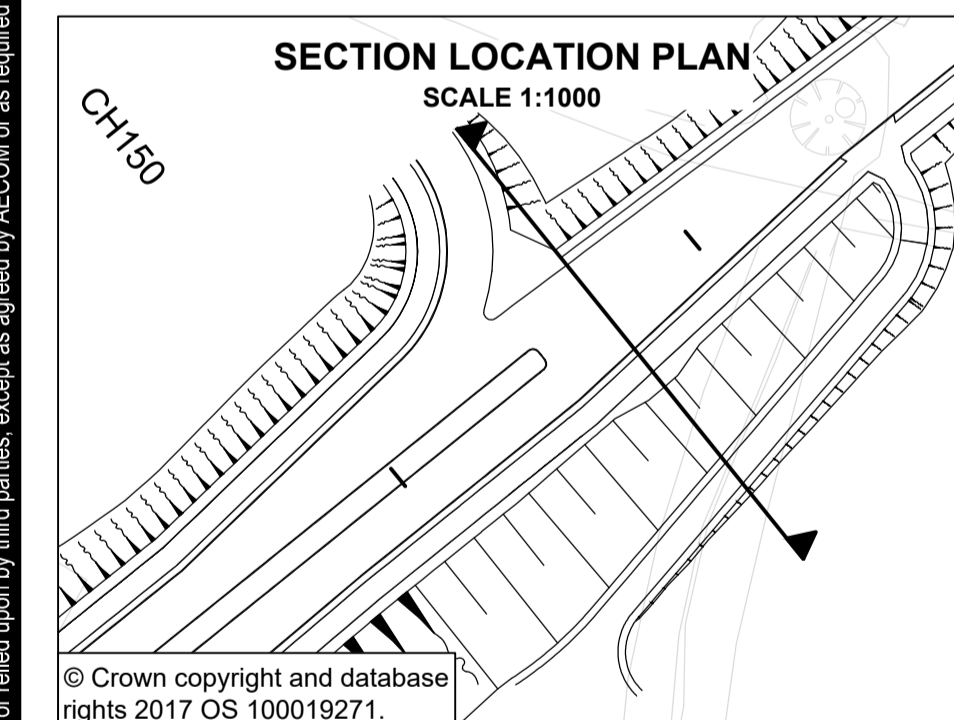 or relied upon by third parties, except as agreed by AECOM or as required
SECTION LOCATION PLAN
SCALE 1:1000
CH150
© Crown copyright and database
rights 2017 OS 100019271.